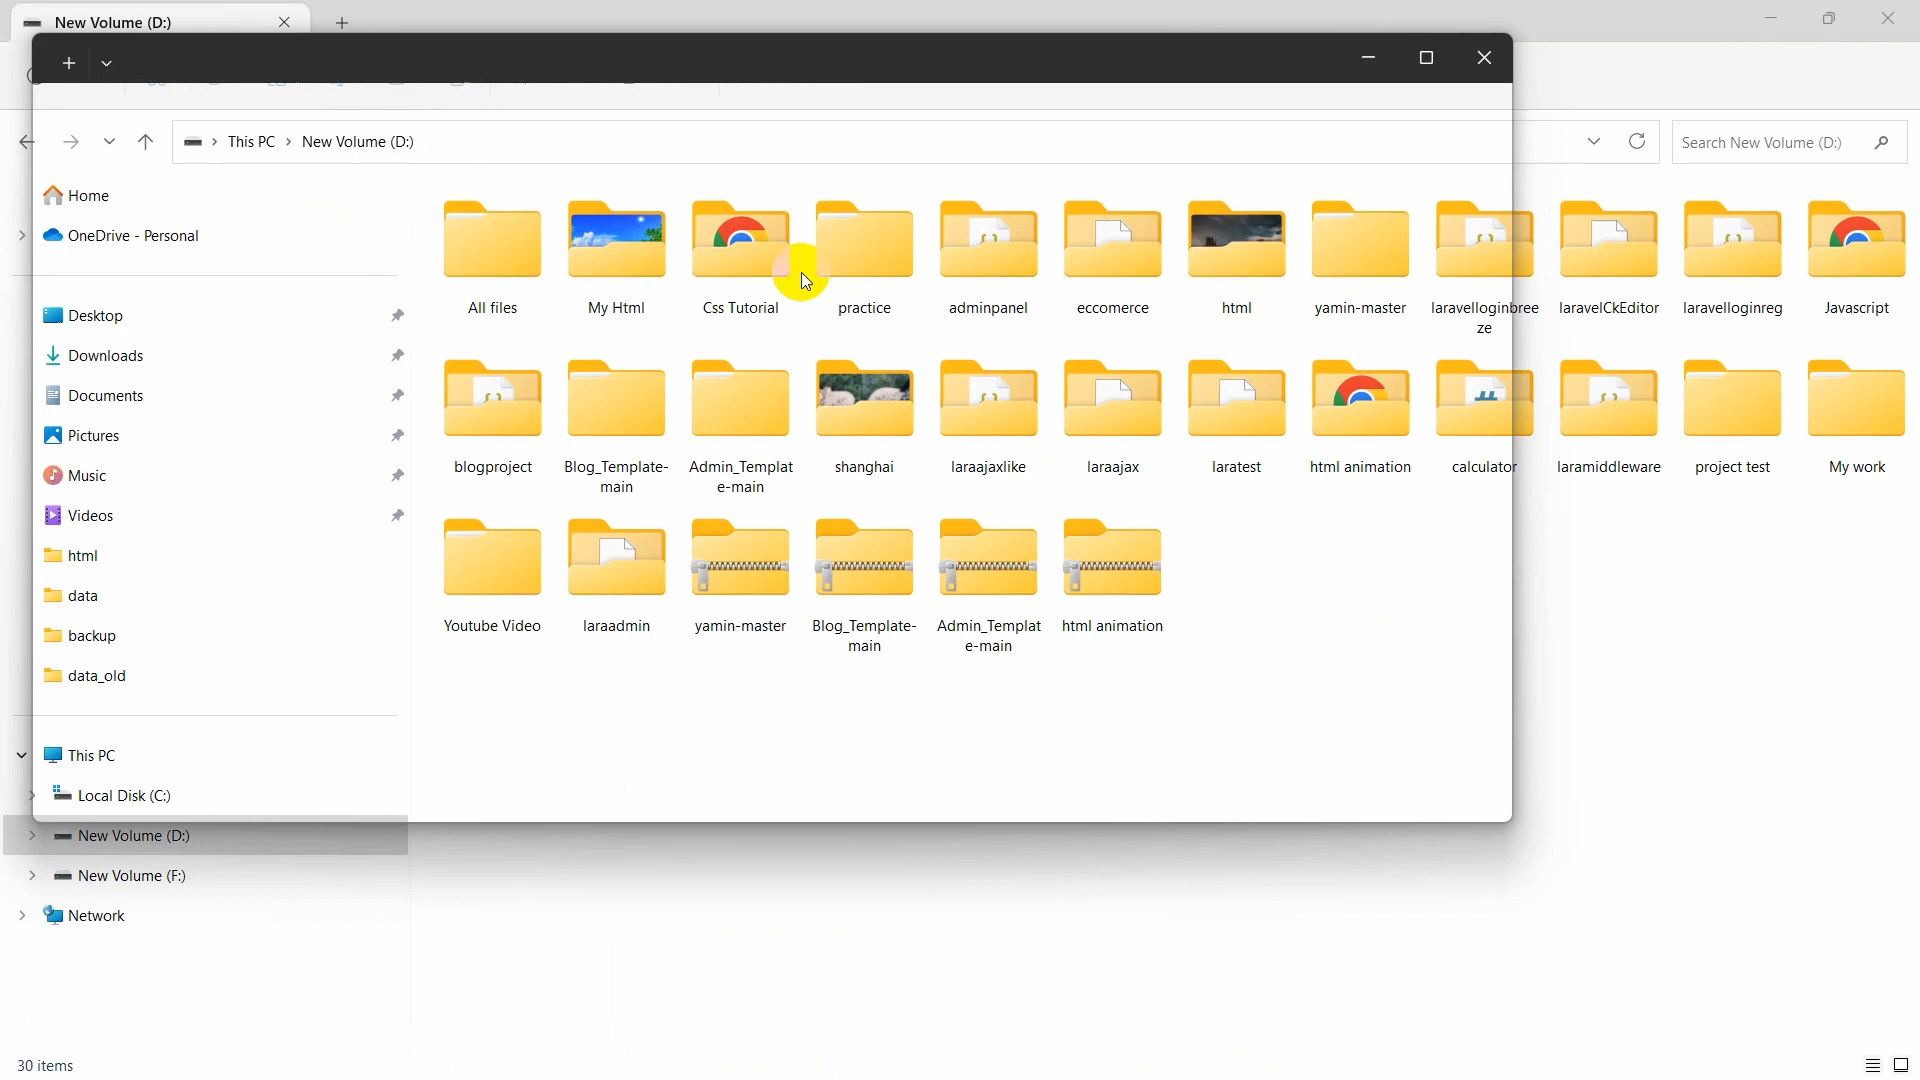 New Volume (D:)
This PC
New Volume (D:)
Search New Volume (D:)
Home
OneDrive - Personal
Desktop
Downloads
Documents
Pictures
Music
Videos
html
data
backup
data_old
This PC
Local Disk (C:)
New Volume (D:)
New Volume (F:)
Network
All files
My Html
Css Tutorial
practice
adminpanel
eccomerce
html
yamin-master
laravelloginbree
ze
laravelCkEditor
laravelloginreg
Javascript
blogproject
Blog_Template-
main
Admin_Templat
e-main
shanghai
laraajaxlike
laraajax
laratest
html animation
calculator
laramiddleware
project test
My work
Youtube Video
laraadmin
yamin-master
Blog_Template-
main
Admin_Templat
e-main
html animation
30 items